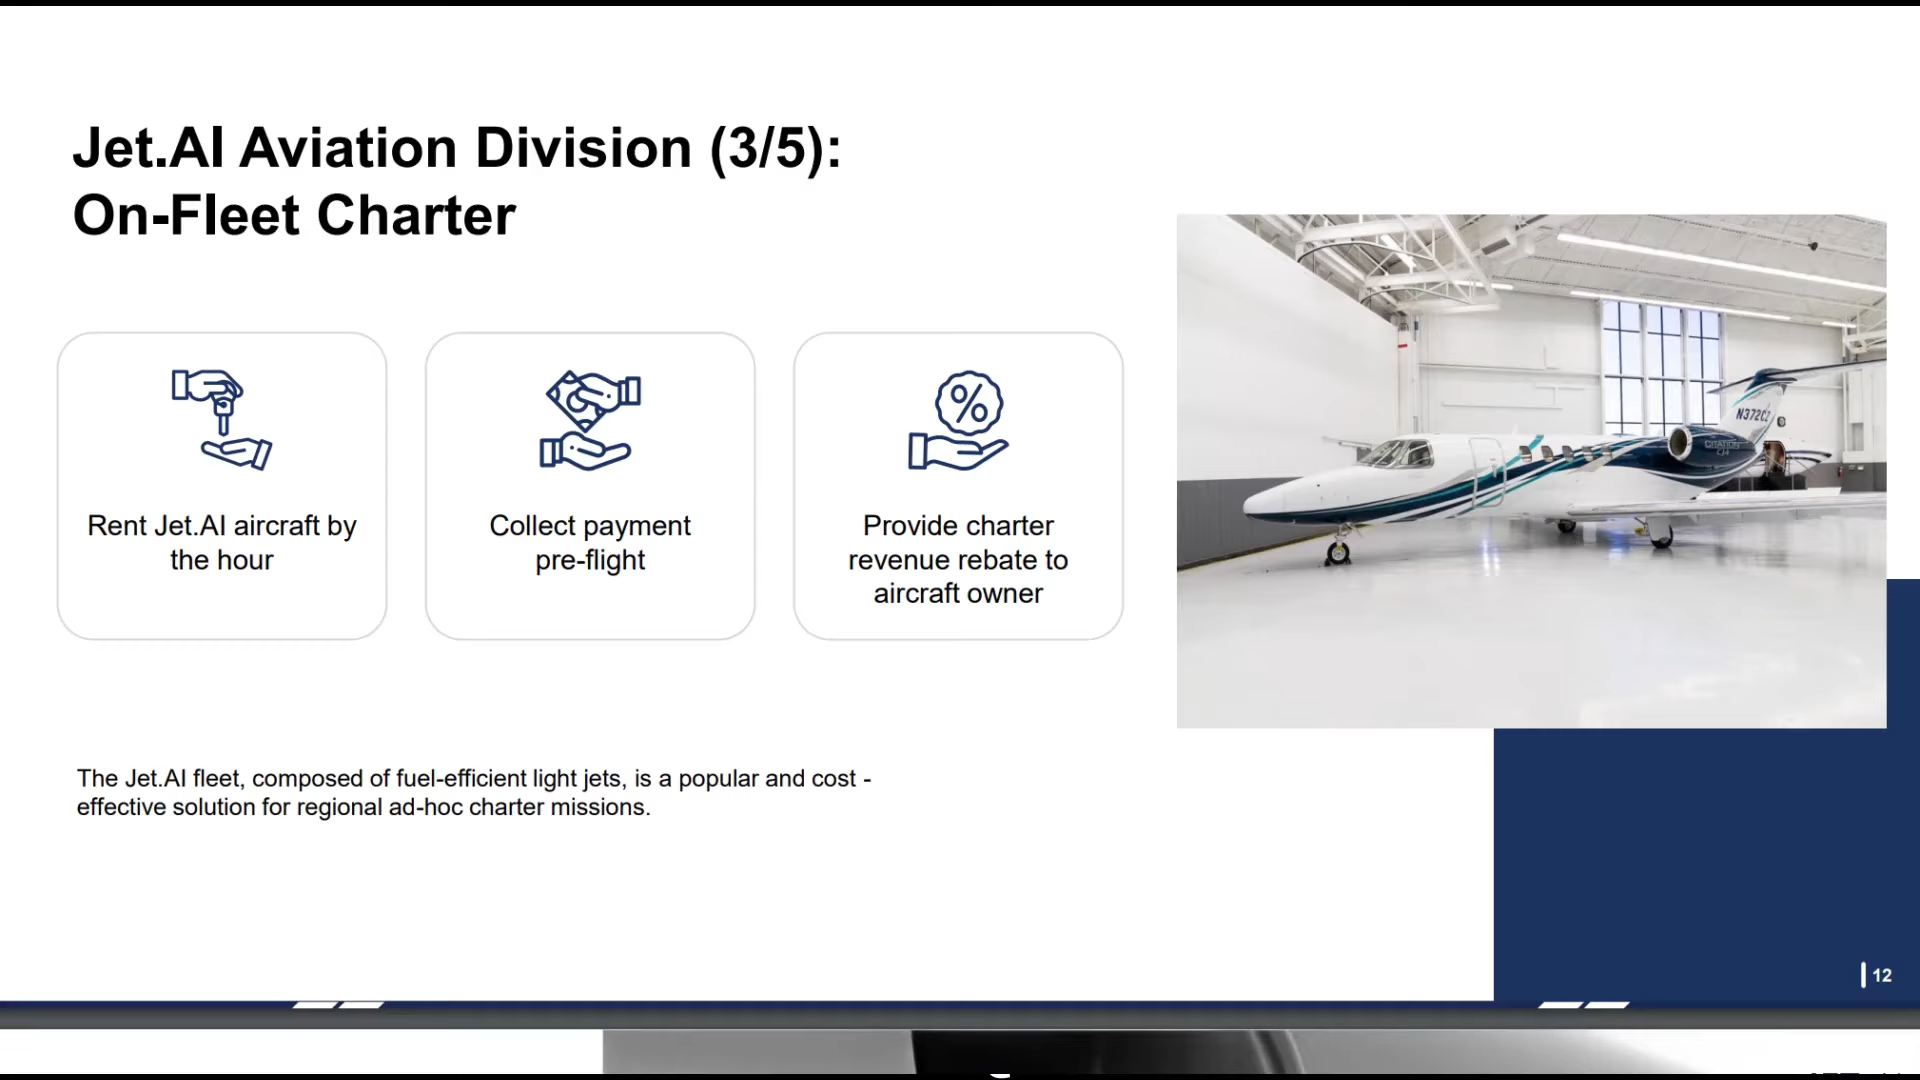 Jet.AI Aviation Division (3/5):
On-Fleet Charter
Rent Jet.AI aircraft by
the hour
Collect payment
pre-flight
Provide charter
revenue rebate to
aircraft owner
CITATION
CJ4
The Jet.AI fleet, composed of fuel-efficient light jets, is a popular and cost -
effective solution for regional ad-hoc charter missions.
12